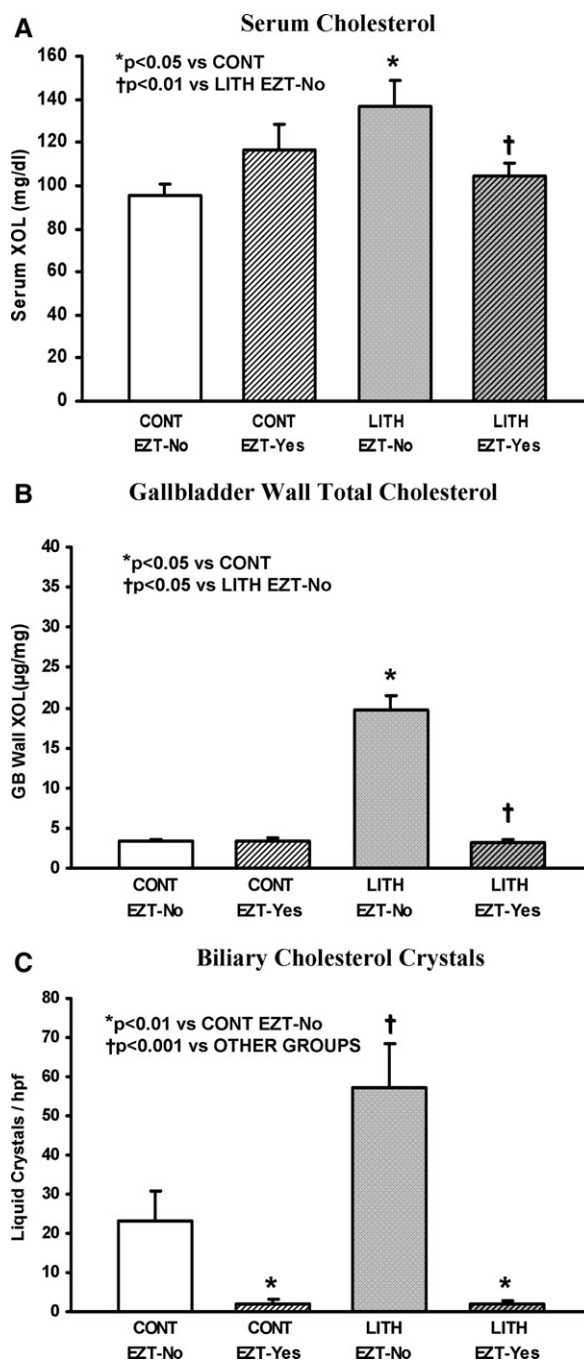 A
Serum Cholesterol
*p<0.05 vs CONT
†p<0.01 vs LITH EZT-No
Serum XOL (mg/dl)
160
140
120
100
80
60
40
20
0
*
†
CONT CONT LITH LITH
EZT-No EZT-Yes EZT-No EZT-Yes
B
Gallbladder Wall Total Cholesterol
*p<0.05 vs CONT
†p<0.05 vs LITH EZT-No
GB Wall XOL(µg/mg)
40
35
30
25
20
15
10
5
0
*
†
CONT CONT LITH LITH
EZT-No EZT-Yes EZT-No EZT-Yes
C
Biliary Cholesterol Crystals
*p<0.01 vs CONT EZT-No
†p<0.001 vs OTHER GROUPS
Liquid Crystals / hpf
80
70
60
50
40
30
20
10
0
*
†
*
CONT CONT LITH LITH
EZT-No EZT-Yes EZT-No EZT-Yes